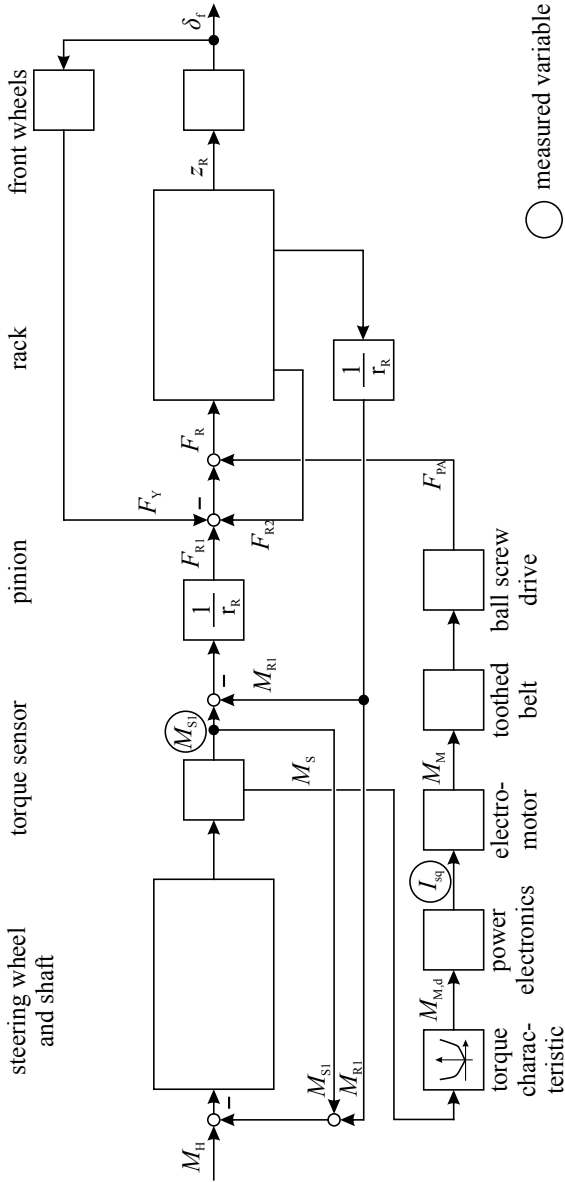 steering wheel
and shaft
torque sensor
pinion
rack
front wheels
M_H
−
M_S1
−
1
r_R
F_R1
−
F_Y
F_R2
F_R
z_R
δ_f
M_R1
M_S
1
r_R
M_S1
M_R1
F_PA
M_M,d
I_sq
M_M
torque
charac-
teristic
power
electronics
electro-
motor
toothed
belt
ball screw
drive
measured variable